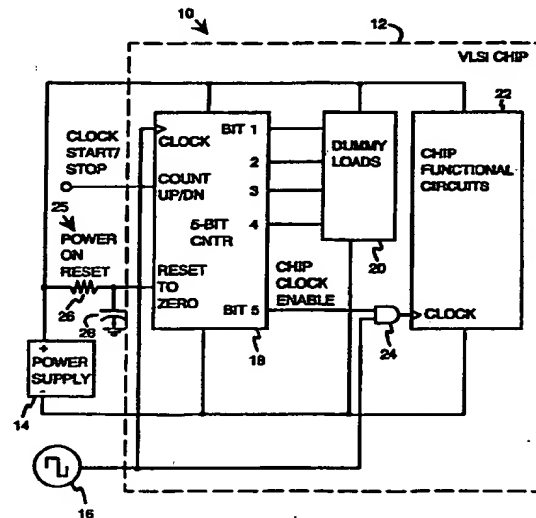 10
12
VLSI CHIP
22
CLOCK
START/
STOP
CLOCK
COUNT
UP/DN
BIT 1
2
3
4
5-BIT
CNTR
DUMMY
LOADS
20
CHIP
FUNCTIONAL
CIRCUITS
25
POWER
ON
RESET
26
28
RESET
TO
ZERO
CHIP
CLOCK
ENABLE
BIT 5
18
24
CLOCK
+
POWER
SUPPLY
-
14
16